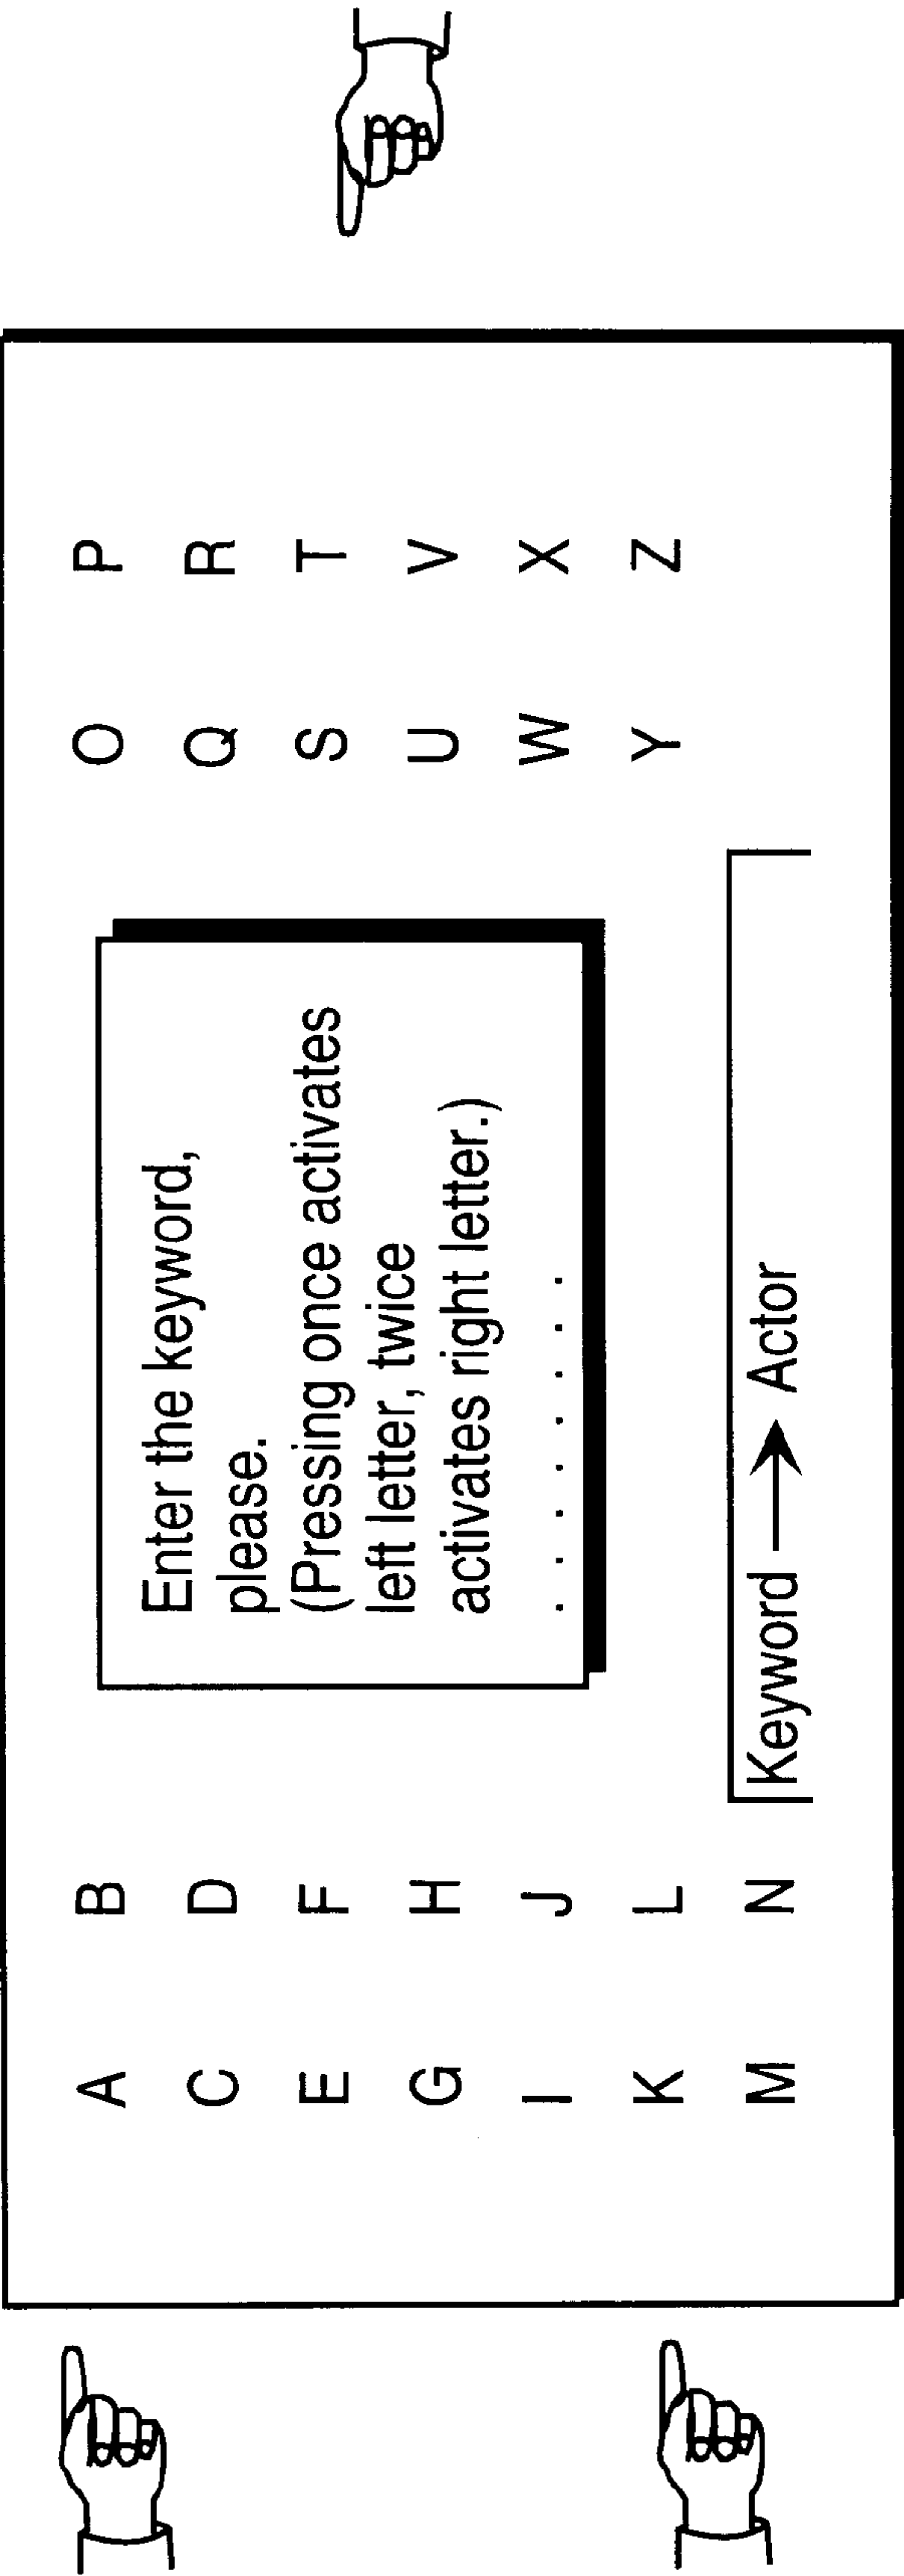 A B
C D
E F
G H
I J
K L
M N
Enter the keyword,
please.
(Pressing once activates
left letter, twice
activates right letter.)
. . . . . . . .
Keyword → Actor
O P
Q R
S T
U V
W X
Y Z